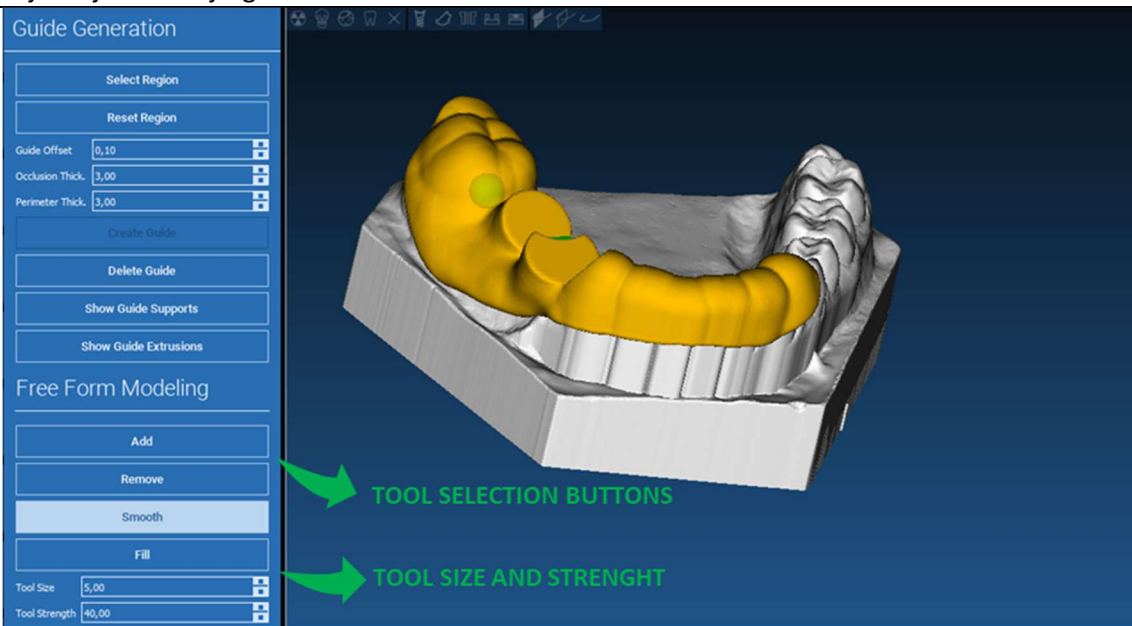 Guide Generation
Select Region
Reset Region
Guide Offset 0,10
Occlusion Thick. 3,00
Perimeter Thick. 3,00
Create Guide
Delete Guide
Show Guide Supports
Show Guide Extrusions
Free Form Modeling
Add
Remove
Smooth
Fill
Tool Size 5,00
Tool Strength 40,00
TOOL SELECTION BUTTONS
TOOL SIZE AND STRENGHT